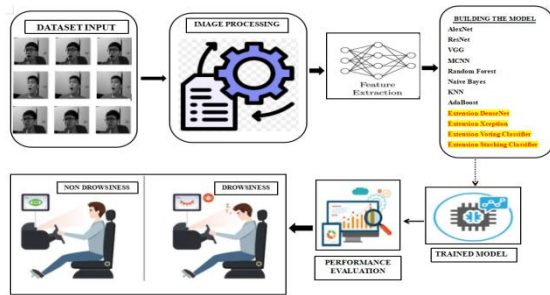 DATASET INPUT
IMAGE PROCESSING
Feature
Extraction
BUILDING THE MODEL
AlexNet
ResNet
VGG
MCNN
Random Forest
Naive Bayes
KNN
AdaBoost
Extension DenseNet
Extension Xception
Extension Voting Classifier
Extension Stacking Classifier
NON DROWSINESS
DROWSINESS
PERFORMANCE
EVALUATION
TRAINED MODEL